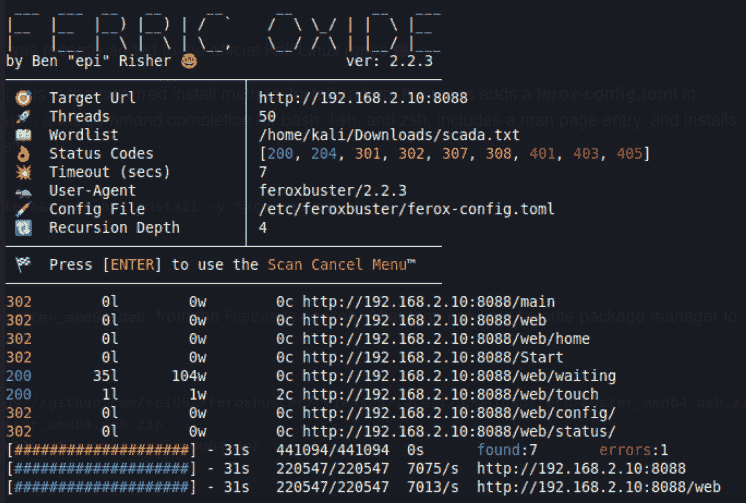 FERRIC OXIDE
by Ben "epi" Risher ver: 2.2.3
Target Url http://192.168.2.10:8088
Threads 50
Wordlist /home/kali/Downloads/scada.txt
Status Codes [200, 204, 301, 302, 307, 308, 401, 403, 405]
Timeout (secs) 7
User-Agent feroxbuster/2.2.3
Config File /etc/feroxbuster/ferox-config.toml
Recursion Depth 4
Press [ENTER] to use the Scan Cancel Menu™
302 0l 0w 0c http://192.168.2.10:8088/main
302 0l 0w 0c http://192.168.2.10:8088/web
302 0l 0w 0c http://192.168.2.10:8088/web/home
302 0l 0w 0c http://192.168.2.10:8088/Start
200 35l 104w 0c http://192.168.2.10:8088/web/waiting
200 1l 1w 2c http://192.168.2.10:8088/web/touch
302 0l 0w 0c http://192.168.2.10:8088/web/config/
302 0l 0w 0c http://192.168.2.10:8088/web/status/
[####################] - 31s 441094/441094 0s found:7 errors:1
[####################] - 31s 220547/220547 7075/s http://192.168.2.10:8088
[####################] - 31s 220547/220547 7013/s http://192.168.2.10:8088/web